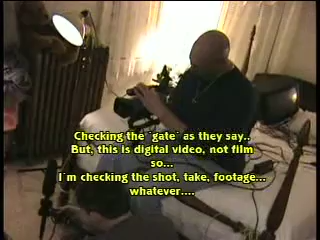 Checking the `gate` as they say..
But, this is digital video, not film
so...
I`m checking the shot, take, footage...
whatever....